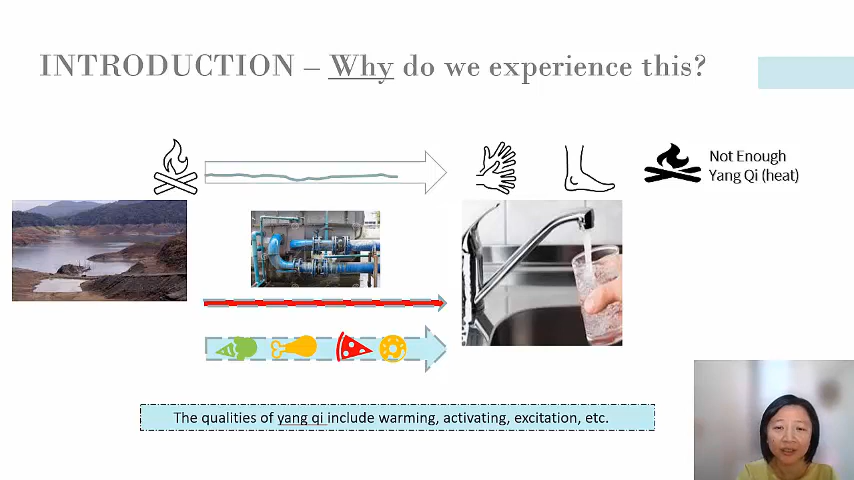 INTRODUCTION – Why do we experience this?
Not Enough
Yang Qi (heat)
The qualities of yang qi include warming, activating, excitation, etc.